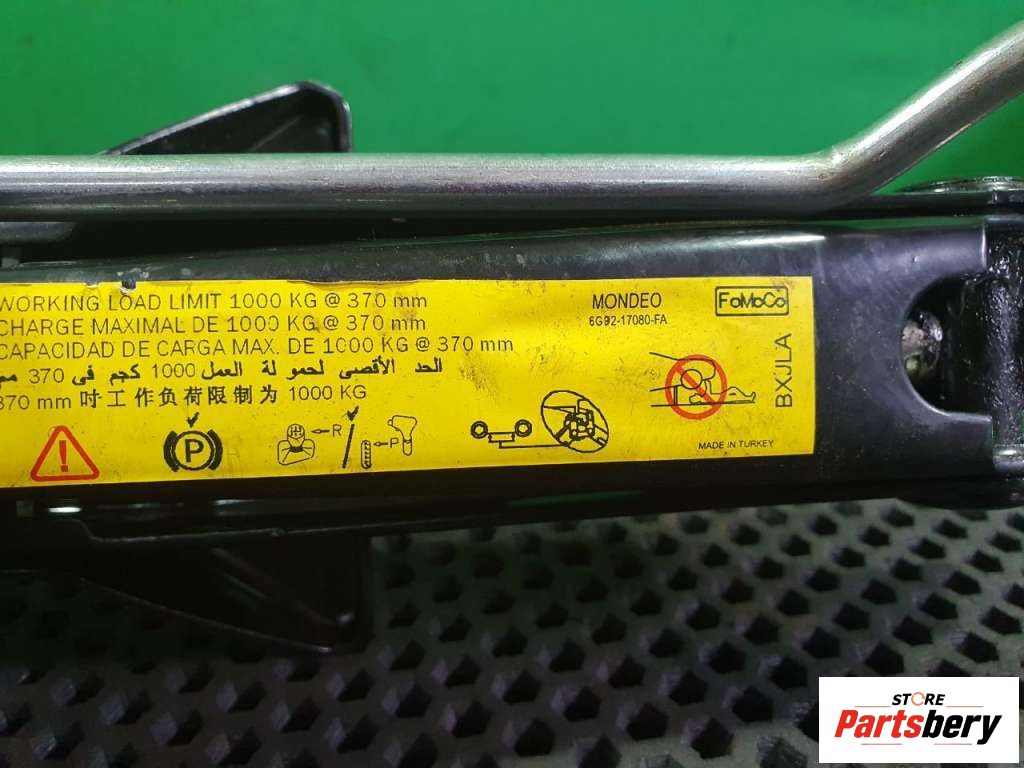 WORKING LOAD LIMIT 1000 KG @ 370 mm
CHARGE MAXIMAL DE 1000 KG @ 370 mm
CAPACIDAD DE CARGA MAX. DE 1000 KG @ 370 mm
الحد الأقصى لحمولة العمل 1000 كجم في 370 مم
370 mm 吋工作负荷限制为 1000 KG
MONDEO
6G92-17080-FA
FoMoCo
BXJLA
P
R
P
MADE IN TURKEY
STORE
Partsbery